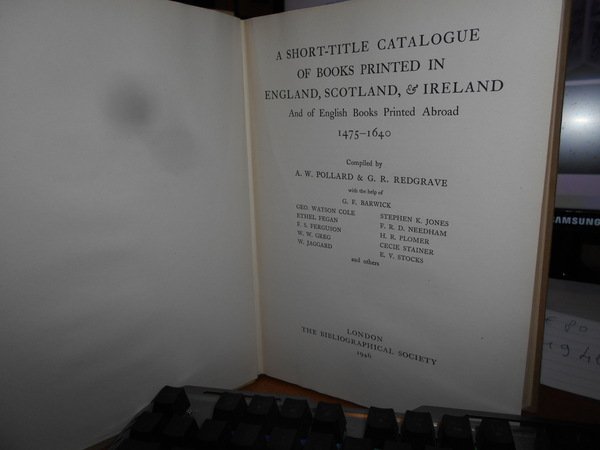 A SHORT-TITLE CATALOGUE
OF BOOKS PRINTED IN
ENGLAND, SCOTLAND, & IRELAND
And of English Books Printed Abroad
1475–1640
Compiled by
A. W. POLLARD & G. R. REDGRAVE
with the help of
G. F. BARWICK
GEO. WATSON COLE
ETHEL FEGAN
F. S. FERGUSON
W. W. GREG
W. JAGGARD
STEPHEN K. JONES
F. R. D. NEEDHAM
H. R. PLOMER
CECIE STAINER
E. V. STOCKS
and others
LONDON
THE BIBLIOGRAPHICAL SOCIETY
1946
SAMSUNG